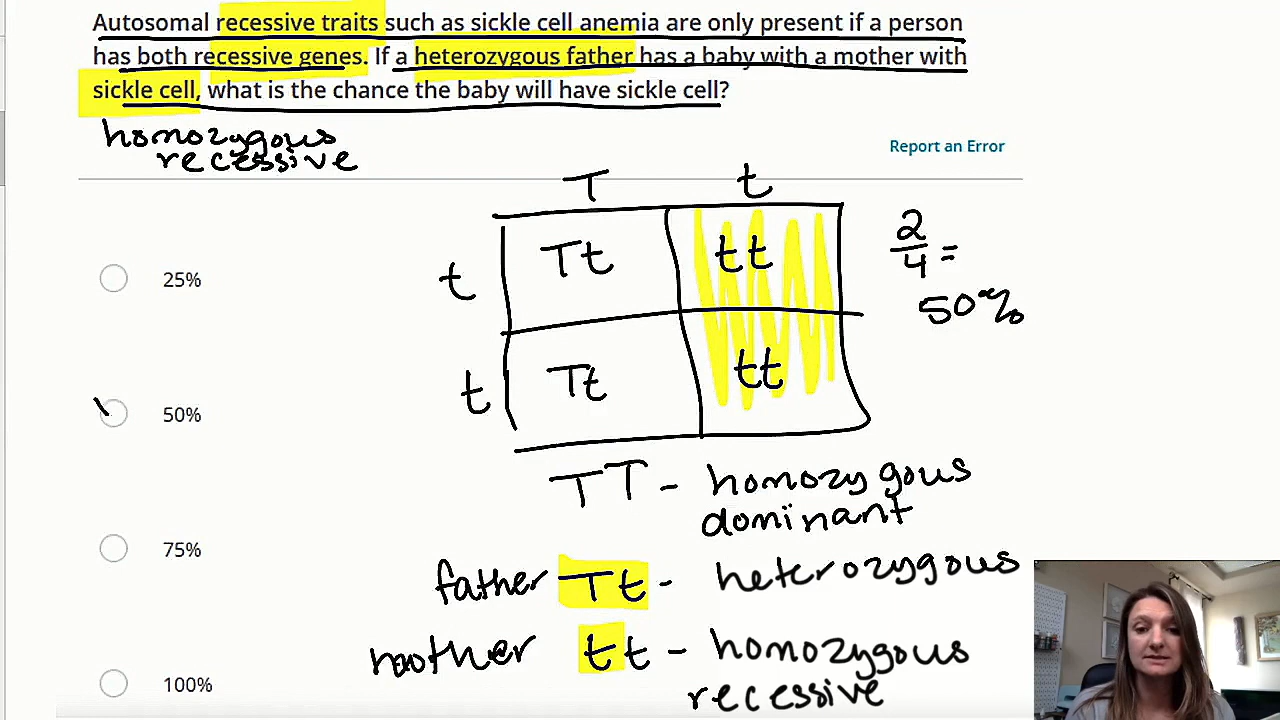 Autosomal recessive traits such as sickle cell anemia are only present if a person
has both recessive genes. If a heterozygous father has a baby with a mother with
sickle cell, what is the chance the baby will have sickle cell?
homozygous
recessive
Report an Error
T t
t Tt tt
t Tt tt
2/4 =
50%
25%
50%
75%
100%
TT - homozygous
dominant
father Tt - heterozygous
mother tt - homozygous
recessive